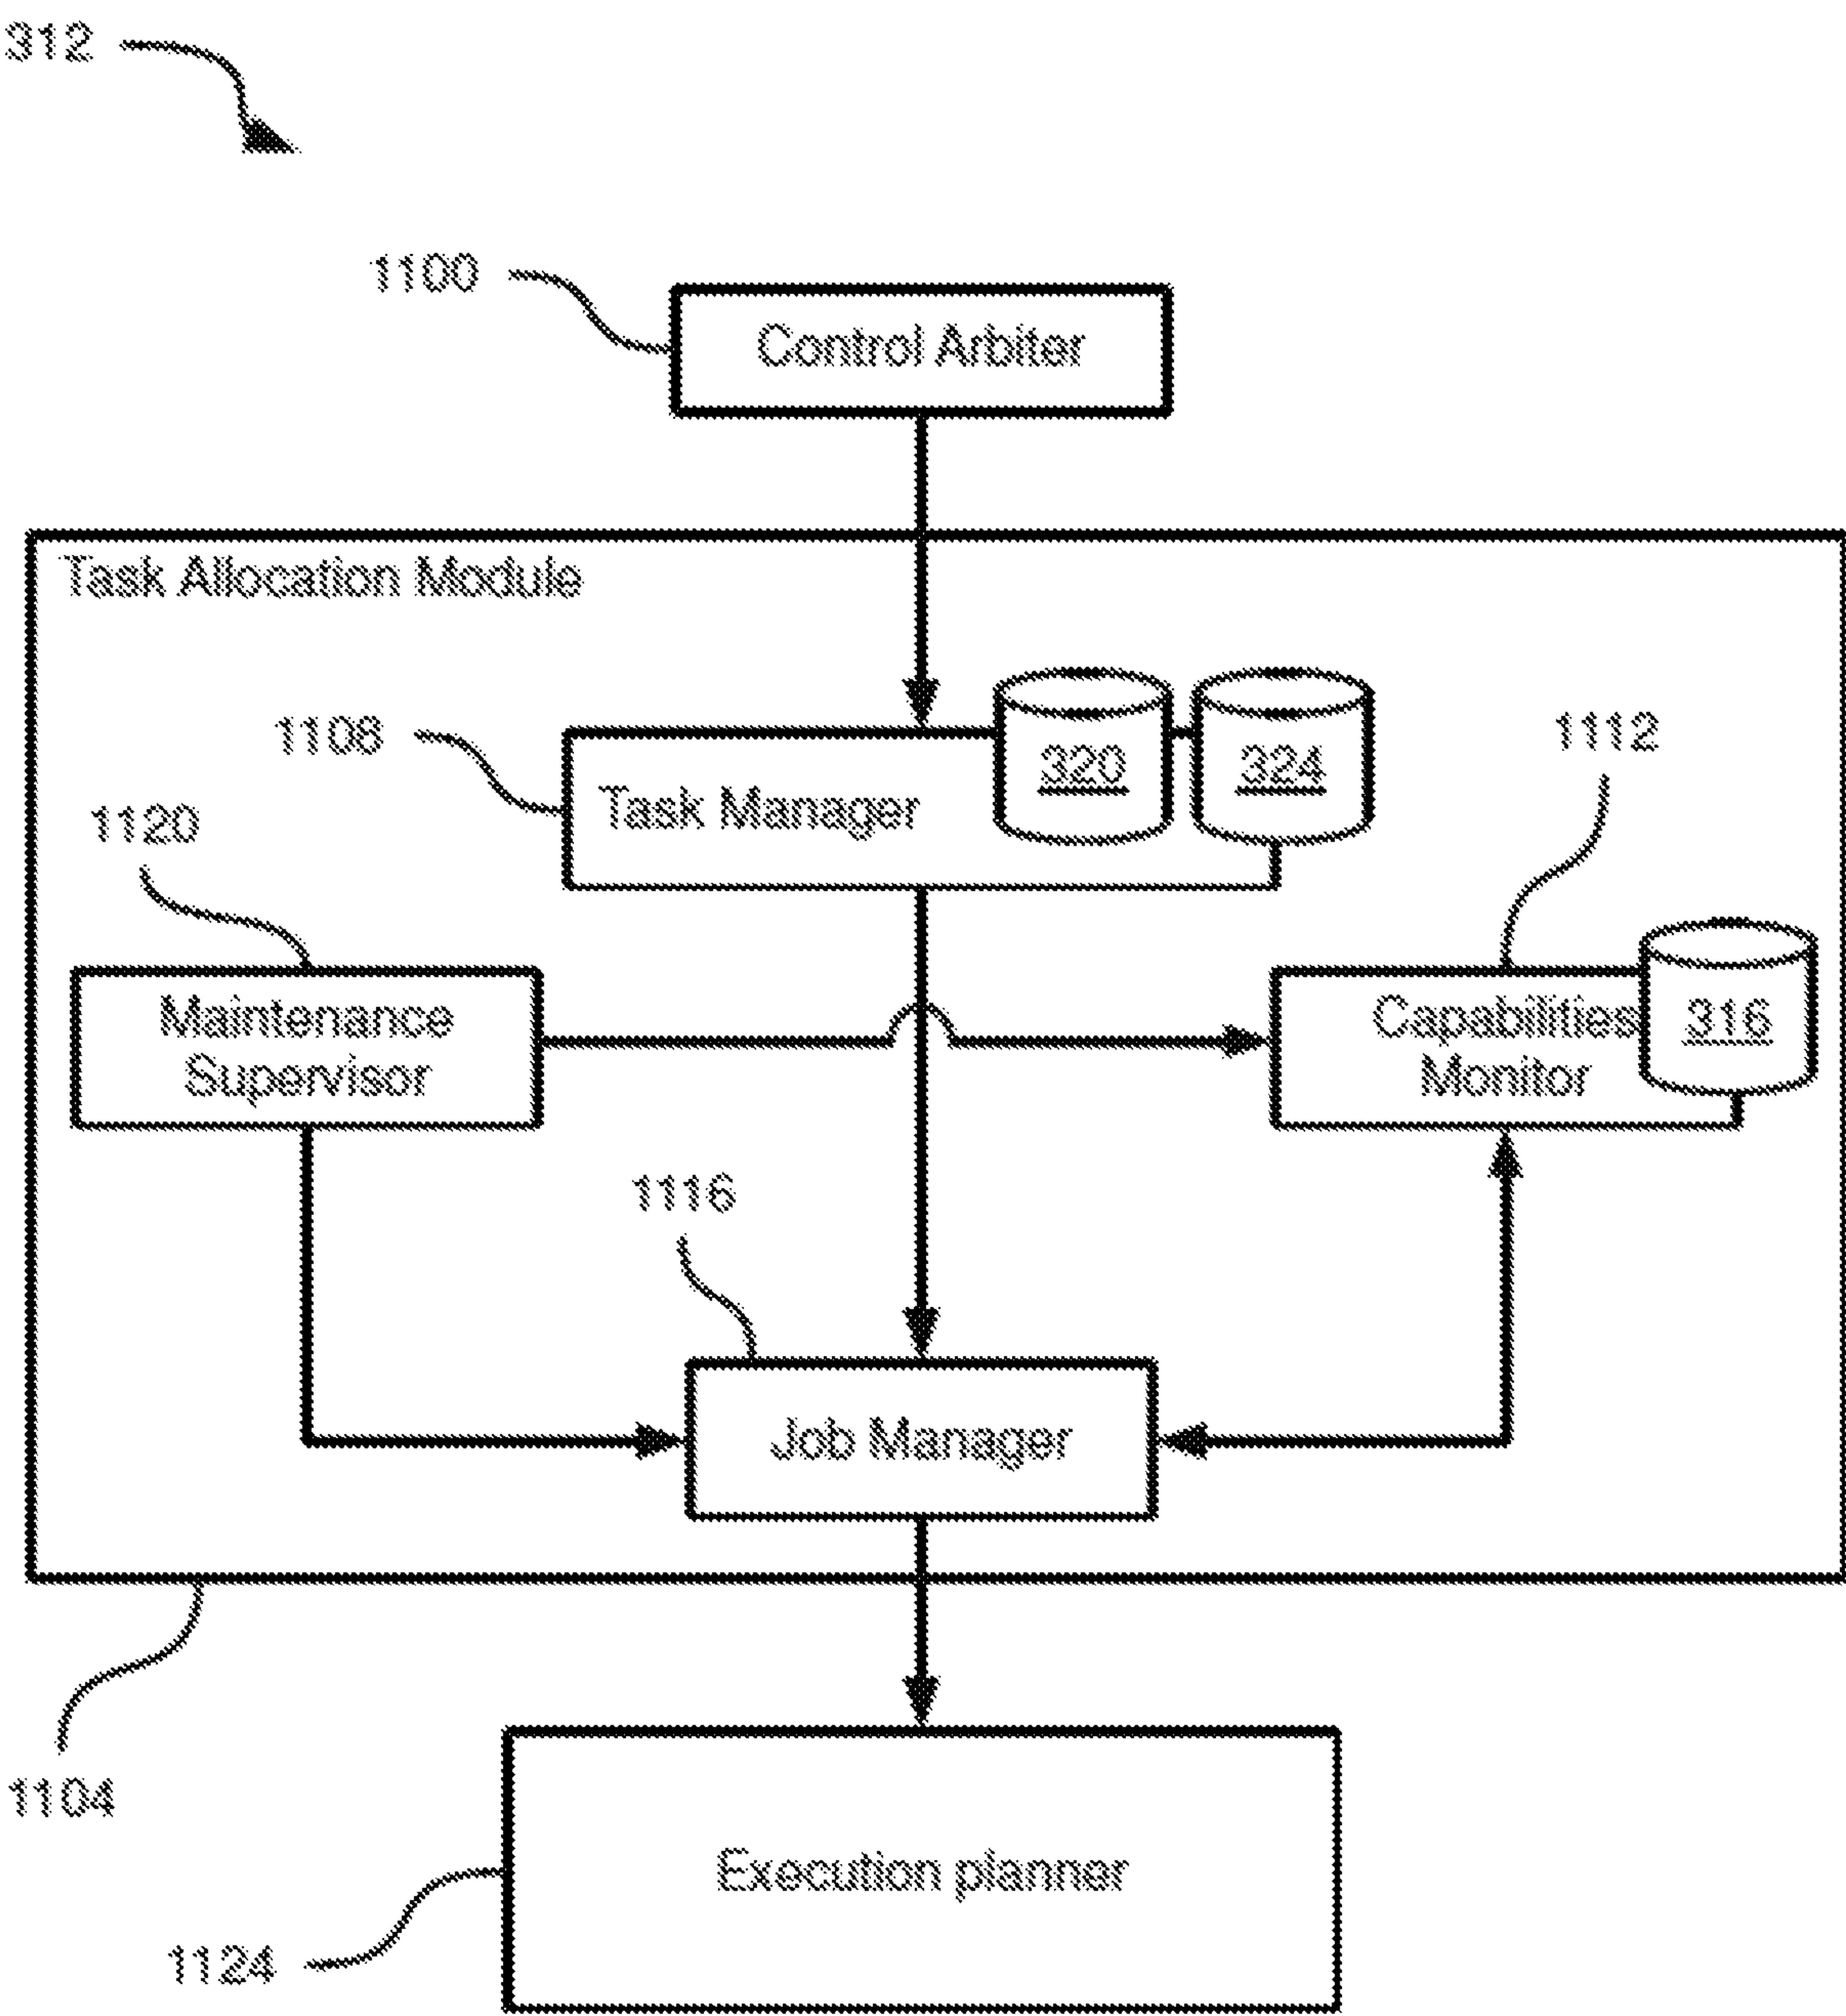 312
1100
Control Arbiter
Task Allocation Module
1108
Task Manager
320
324
1112
1120
Maintenance
Supervisor
Capabilities
Monitor
316
1116
Job Manager
1104
Execution planner
1124